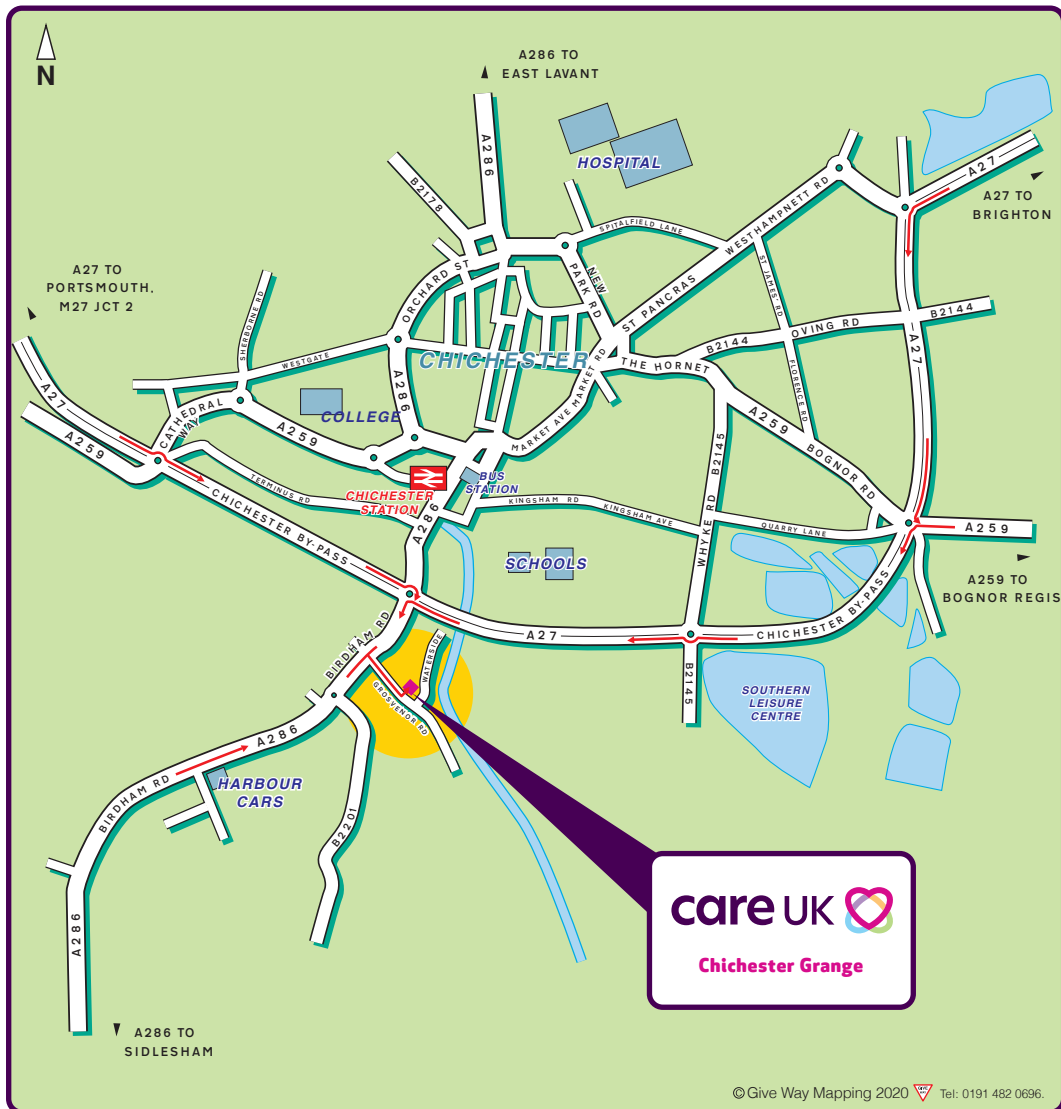 N
A286 TO
EAST LAVANT
A286
B2178
HOSPITAL
A27
A27 TO
BRIGHTON
A27 TO
PORTSMOUTH,
M27 JCT 2
SPITALFIELD LANE
WESTHAMPNETT RD
ORCHARD ST
NEW
PARK RD
ST PANCRAS
ST JAMES' RD
SHERBORNE RD
WESTGATE
CHICHESTER
B2144
OVING RD
B2144
A27
THE HORNET
FLORENCE RD
A27
A259
CATHEDRAL
WAY
COLLEGE
A286
A259
MARKET AVE
MARKET RD
A259
BOGNOR RD
B2145
WHYKE RD
TERMINUS RD
CHICHESTER
STATION
BUS
STATION
KINGSHAM RD
KINGSHAM AVE
QUARRY LANE
A259
A259 TO
BOGNOR REGIS
CHICHESTER BY-PASS
A286
SCHOOLS
A27
CHICHESTER BY-PASS
BIRDHAM RD
WATERSIDE
GROSVENOR RD
B2145
SOUTHERN
LEISURE
CENTRE
A286
BIRDHAM RD
HARBOUR
CARS
B2201
A286
A286 TO
SIDLESHAM
care UK
Chichester Grange
© Give Way Mapping 2020 GIVE WAY Tel: 0191 482 0696.